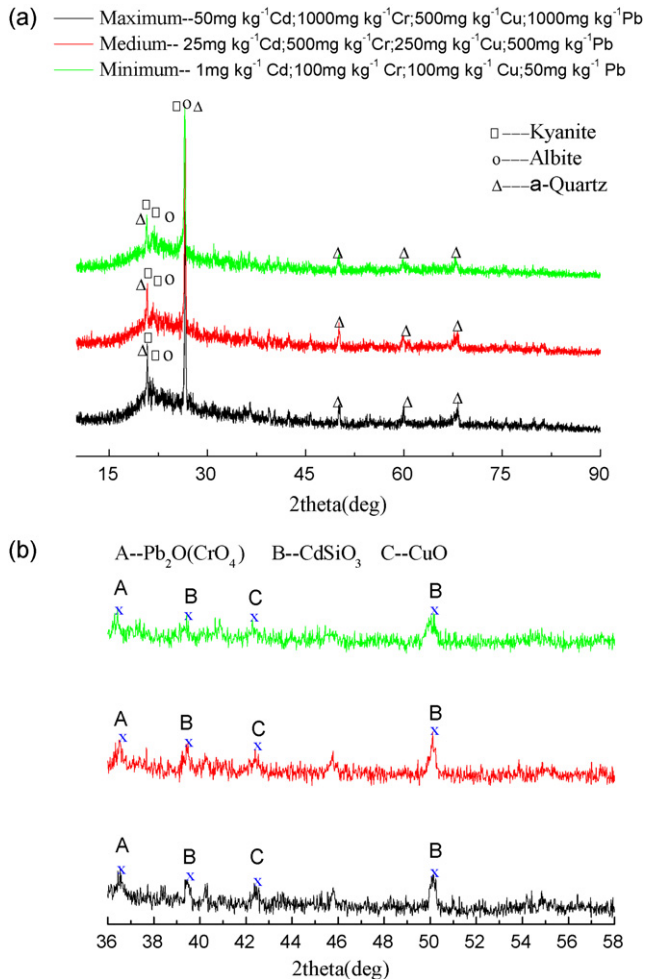 (a)
Maximum--50mg kg⁻¹Cd;1000mg kg⁻¹Cr;500mg kg⁻¹Cu;1000mg kg⁻¹Pb
Medium-- 25mg kg⁻¹Cd;500mg kg⁻¹Cr;250mg kg⁻¹Cu;500mg kg⁻¹Pb
Minimum-- 1mg kg⁻¹ Cd;100mg kg⁻¹ Cr;100mg kg⁻¹ Cu;50mg kg⁻¹ Pb
□ o Δ
□ ---Kyanite
o ---Albite
Δ ---a-Quartz
□
Δ □ o
Δ Δ Δ
□
Δ □ o
Δ Δ Δ
□
Δ □ o
Δ Δ Δ
15 30 45 60 75 90
2theta(deg)
(b)
A--Pb₂O(CrO₄) B--CdSiO₃ C--CuO
A B C B
x x x x
A B C B
x x x x
A B C B
x x x x
36 38 40 42 44 46 48 50 52 54 56 58
2theta(deg)